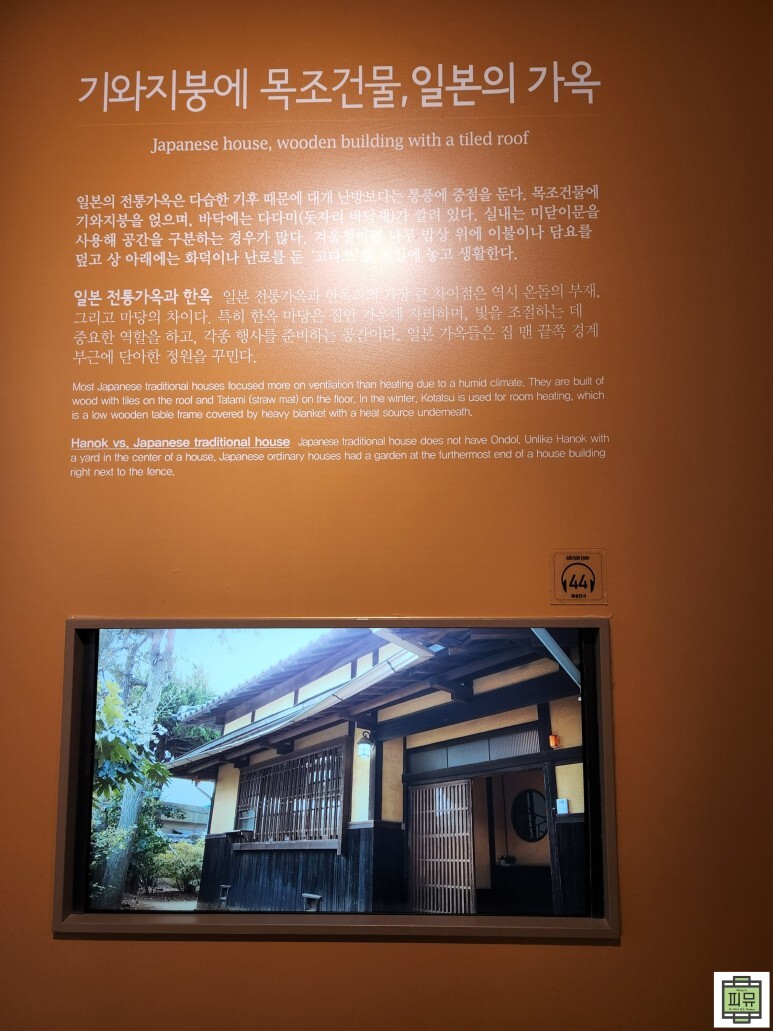 기와지붕에 목조건물,일본의 가옥
Japanese house, wooden building with a tiled roof
일본의 전통가옥은 다습한 기후 때문에 대개 난방보다는 통풍에 중점을 둔다. 목조건물에
기와지붕을 얹으며, 바닥에는 다다미(돗자리 바닥재)가 깔려 있다. 실내는 미닫이문을
사용해 공간을 구분하는 경우가 많다. 겨울철이면 나무 밥상 위에 이불이나 담요를
덮고 상 아래에는 화덕이나 난로를 둔 '고타쓰'를 놓고 생활한다.
일본 전통가옥과 한옥 일본 전통가옥과 한옥과의 가장 큰 차이점은 역시 온돌의 부재,
그리고 마당의 차이다. 특히 한옥 마당은 집안 가운데 자리하며, 빛을 조절하는 데
중요한 역할을 하고, 각종 행사를 준비하는 공간이다. 일본 가옥들은 집 맨 끝쪽 경계
부근에 단아한 정원을 꾸민다.
Most Japanese traditional houses focused more on ventilation than heating due to a humid climate. They are built of
wood with tiles on the roof and Tatami (straw mat) on the floor. In the winter, Kotatsu is used for room heating, which
is a low wooden table frame covered by heavy blanket with a heat source underneath.
Hanok vs. Japanese traditional house Japanese traditional house does not have Ondol. Unlike Hanok with
a yard in the center of a house, Japanese ordinary houses had a garden at the furthermost end of a house building
right next to the fence.
44
피뮤